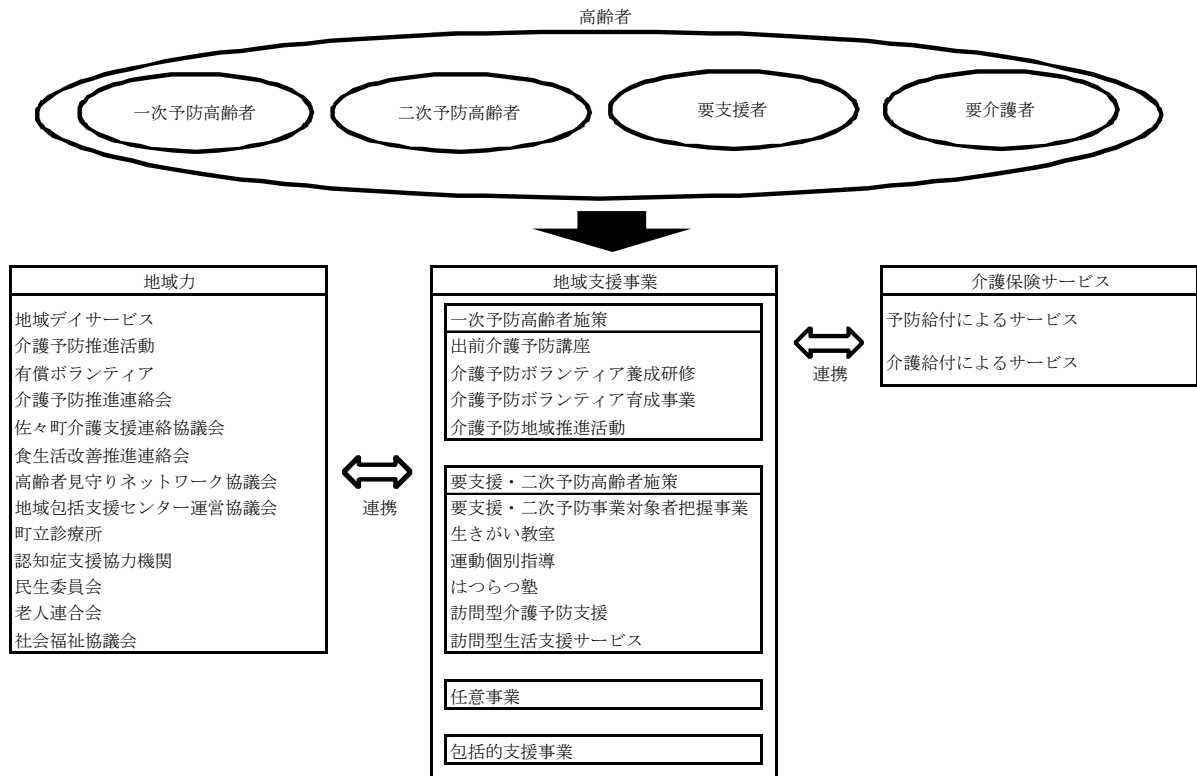 高齢者
一次予防高齢者
二次予防高齢者
要支援者
要介護者
地域力
地域デイサービス
介護予防推進活動
有償ボランティア
介護予防推進連絡会
佐々町介護支援連絡協議会
食生活改善推進連絡会
高齢者見守りネットワーク協議会
地域包括支援センター運営協議会
町立診療所
認知症支援協力機関
民生委員会
老人連合会
社会福祉協議会
連携
地域支援事業
一次予防高齢者施策
出前介護予防講座
介護予防ボランティア養成研修
介護予防ボランティア育成事業
介護予防地域推進活動
要支援・二次予防高齢者施策
要支援・二次予防事業対象者把握事業
生きがい教室
運動個別指導
はつらつ塾
訪問型介護予防支援
訪問型生活支援サービス
任意事業
包括的支援事業
連携
介護保険サービス
予防給付によるサービス
介護給付によるサービス